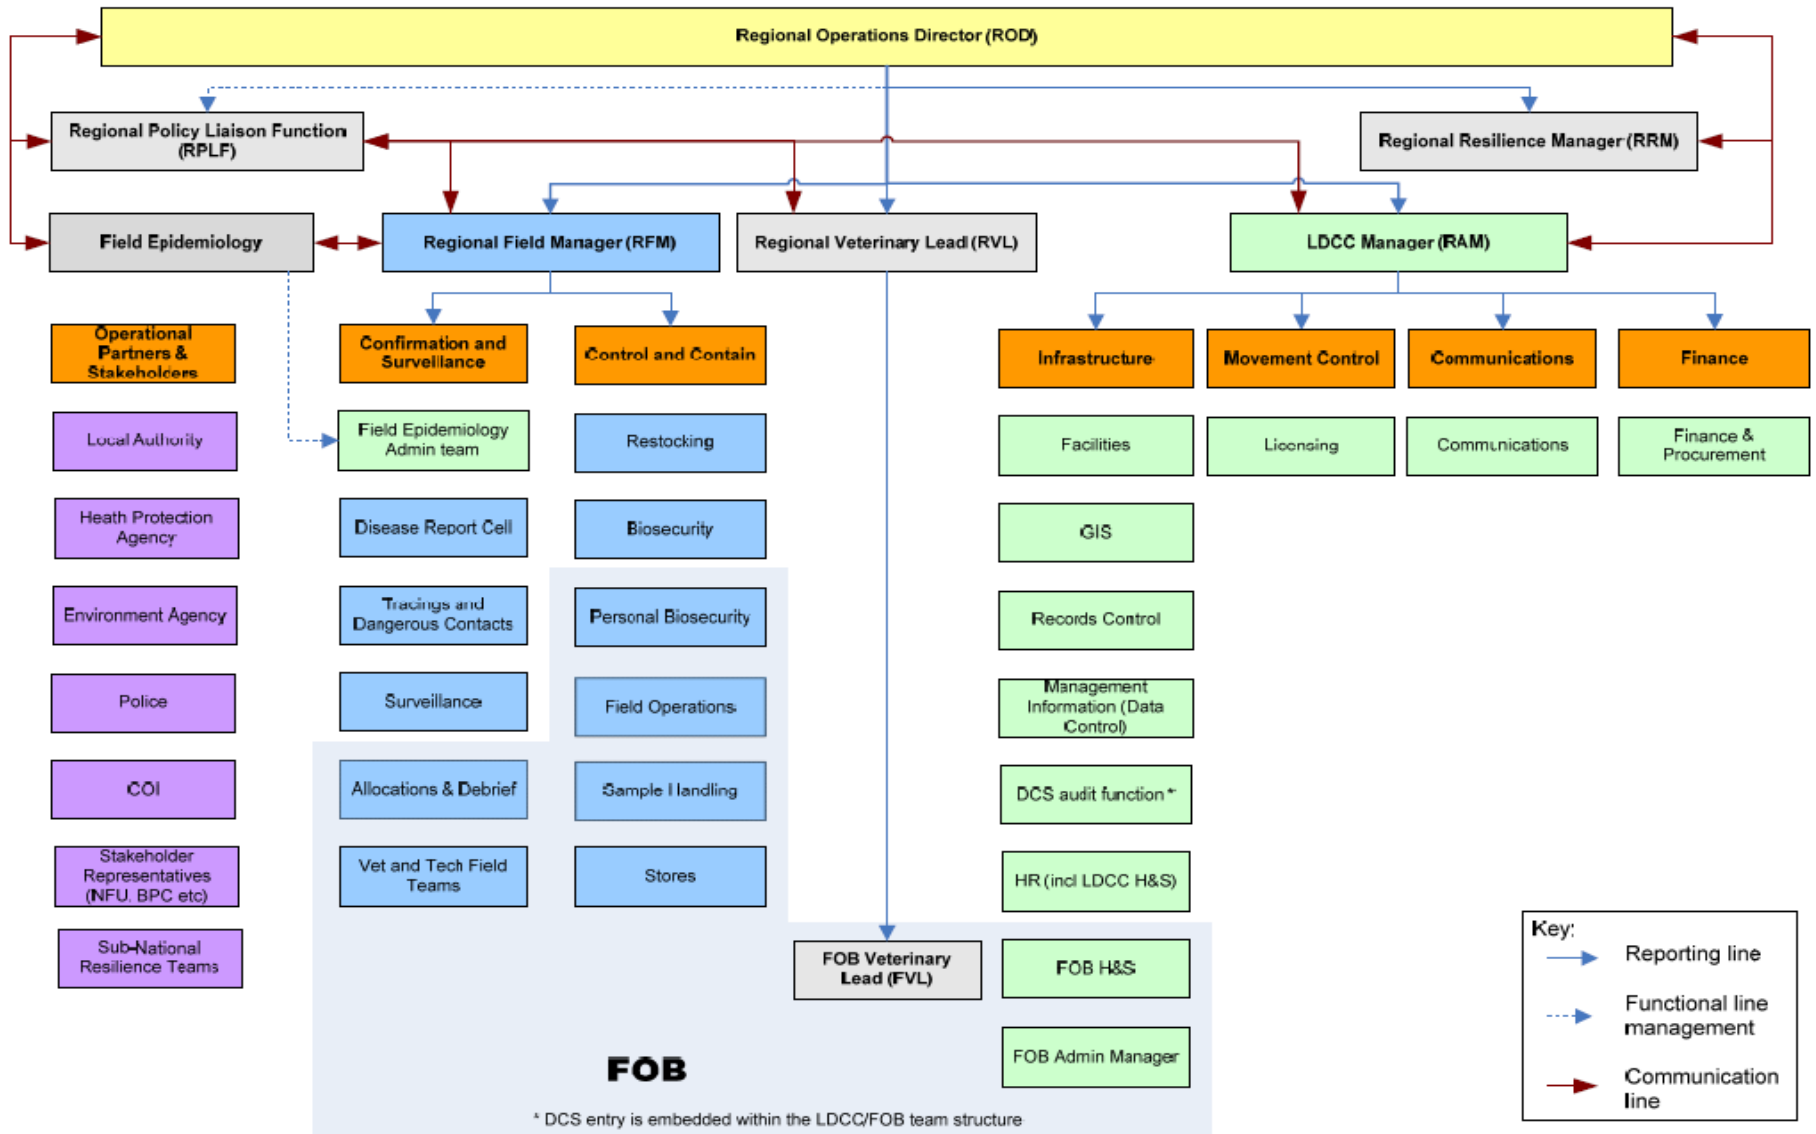 Regional Operations Director (ROD)
Regional Policy Liaison Function
(RPLF)
Regional Resilience Manager (RRM)
Field Epidemiology
Regional Field Manager (RFM)
Regional Veterinary Lead (RVL)
LDCC Manager (RAM)
Operational
Partners &
Stakeholders
Confirmation and
Surveillance
Control and Contain
Infrastructure
Movement Control
Communications
Finance
Local Authority
Field Epidemiology
Admin team
Restocking
Facilities
Licensing
Communications
Finance &
Procurement
Heath Protection
Agency
Disease Report Cell
Biosecurity
GIS
Environment Agency
Tracings and
Dangerous Contacts
Personal Biosecurity
Records Control
Police
Surveillance
Field Operations
Management
Information (Data
Control)
COI
Allocations & Debrief
Sample Handling
DCS audit function *
Stakeholder
Representatives
(NFU. BPC etc)
Vet and Tech Field
Teams
Stores
HR (incl LDCC H&S)
Sub-National
Resilience Teams
FOB Veterinary
Lead (FVL)
FOB H&S
FOB Admin Manager
FOB
* DCS entry is embedded within the LDCC/FOB team structure
Key:
Reporting line
Functional line
management
Communication
line